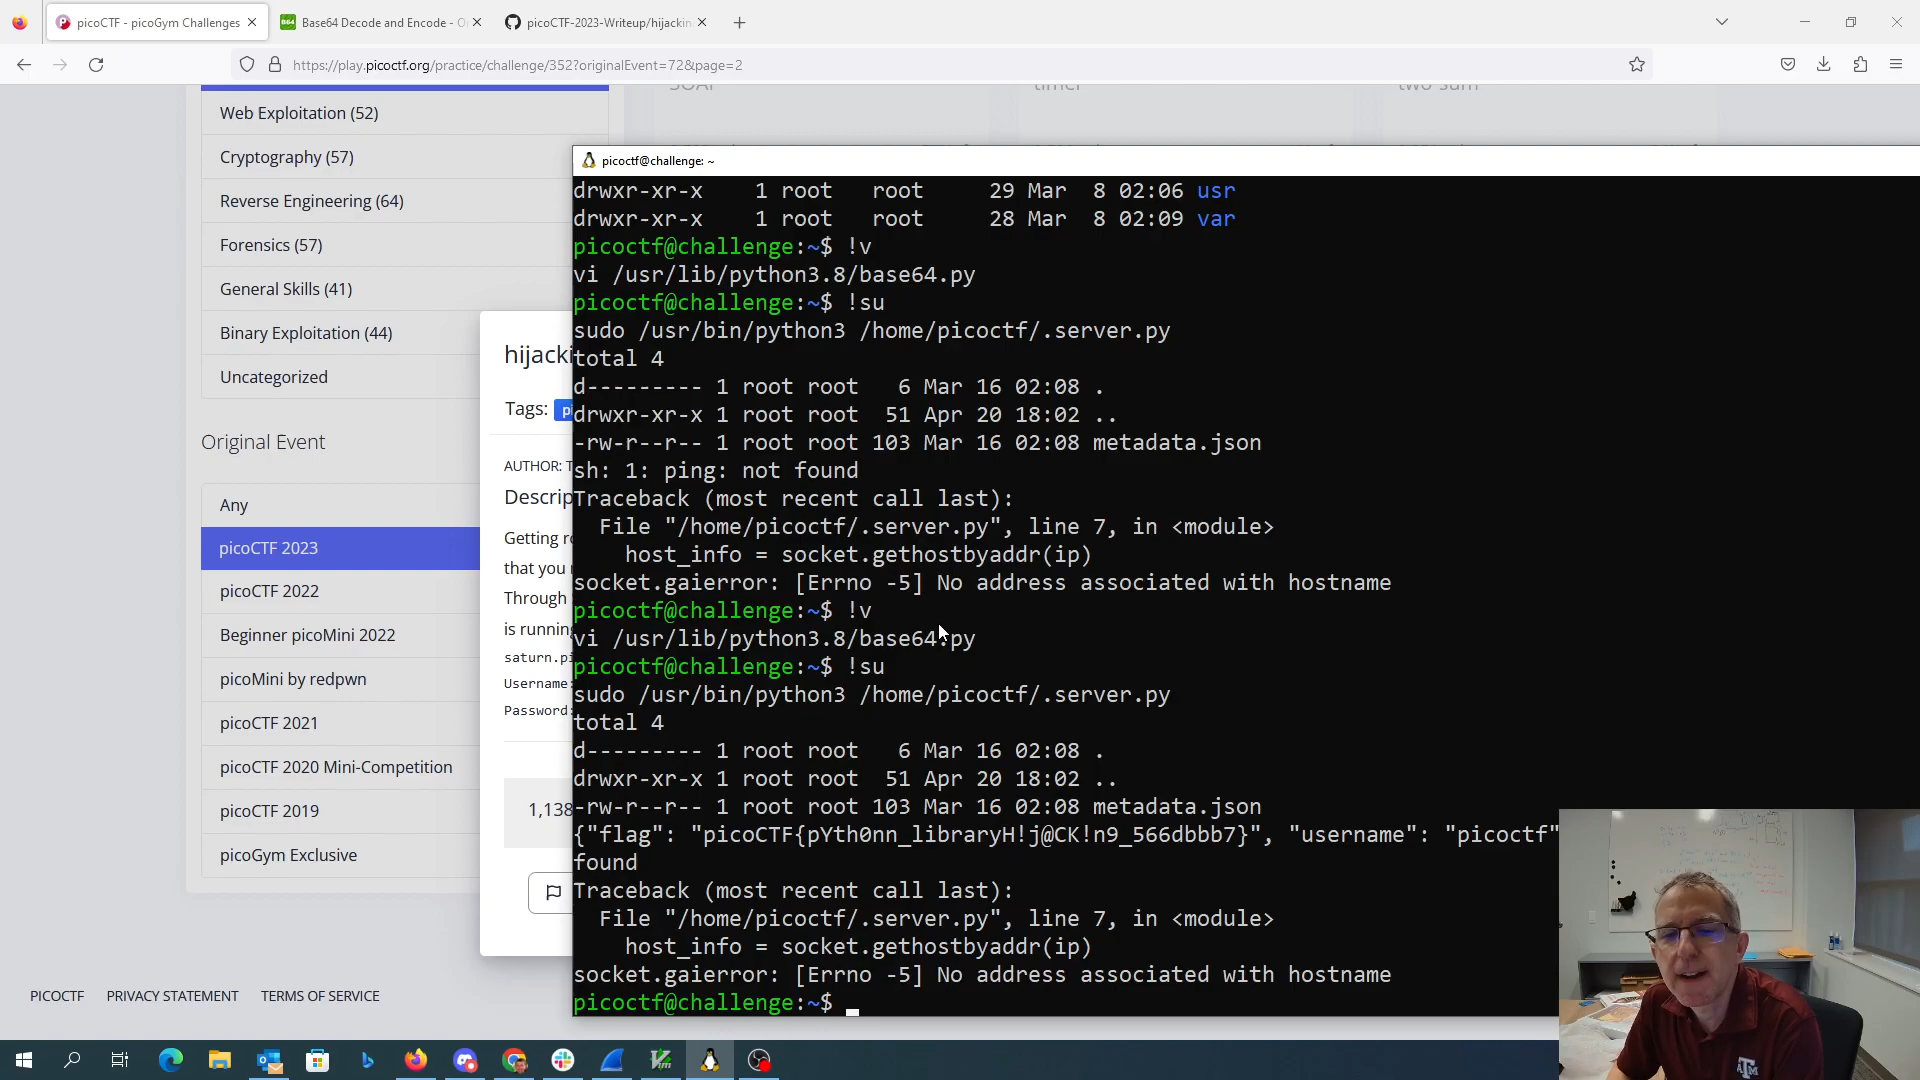 picoCTF - picoGym Challenges
Base64 Decode and Encode - O
picoCTF-2023-Writeup/hijackin
https://play.picoctf.org/practice/challenge/352?originalEvent=72&page=2
SOAP
timer
two-sum
Web Exploitation (52)
Cryptography (57)
Reverse Engineering (64)
Forensics (57)
General Skills (41)
Binary Exploitation (44)
Uncategorized
Original Event
Any
picoCTF 2023
picoCTF 2022
Beginner picoMini 2022
picoMini by redpwn
picoCTF 2021
picoCTF 2020 Mini-Competition
picoCTF 2019
picoGym Exclusive
hijacki
Tags: pi
AUTHOR: T
Descrip
Getting ro
that you
Through
is running
saturn.pi
Username:
Password:
1,138
picoctf@challenge: ~
drwxr-xr-x 1 root root 29 Mar 8 02:06 usr
drwxr-xr-x 1 root root 28 Mar 8 02:09 var
picoctf@challenge:~$ !v
vi /usr/lib/python3.8/base64.py
picoctf@challenge:~$ !su
sudo /usr/bin/python3 /home/picoctf/.server.py
total 4
d--------- 1 root root 6 Mar 16 02:08 .
drwxr-xr-x 1 root root 51 Apr 20 18:02 ..
-rw-r--r-- 1 root root 103 Mar 16 02:08 metadata.json
sh: 1: ping: not found
Traceback (most recent call last):
File "/home/picoctf/.server.py", line 7, in <module>
host_info = socket.gethostbyaddr(ip)
socket.gaierror: [Errno -5] No address associated with hostname
picoctf@challenge:~$ !v
vi /usr/lib/python3.8/base64.py
picoctf@challenge:~$ !su
sudo /usr/bin/python3 /home/picoctf/.server.py
total 4
d--------- 1 root root 6 Mar 16 02:08 .
drwxr-xr-x 1 root root 51 Apr 20 18:02 ..
-rw-r--r-- 1 root root 103 Mar 16 02:08 metadata.json
{"flag": "picoCTF{pYth0nn_libraryH!j@CK!n9_566dbbb7}", "username": "picoctf"
found
Traceback (most recent call last):
File "/home/picoctf/.server.py", line 7, in <module>
host_info = socket.gethostbyaddr(ip)
socket.gaierror: [Errno -5] No address associated with hostname
picoctf@challenge:~$
PICOCTF PRIVACY STATEMENT TERMS OF SERVICE